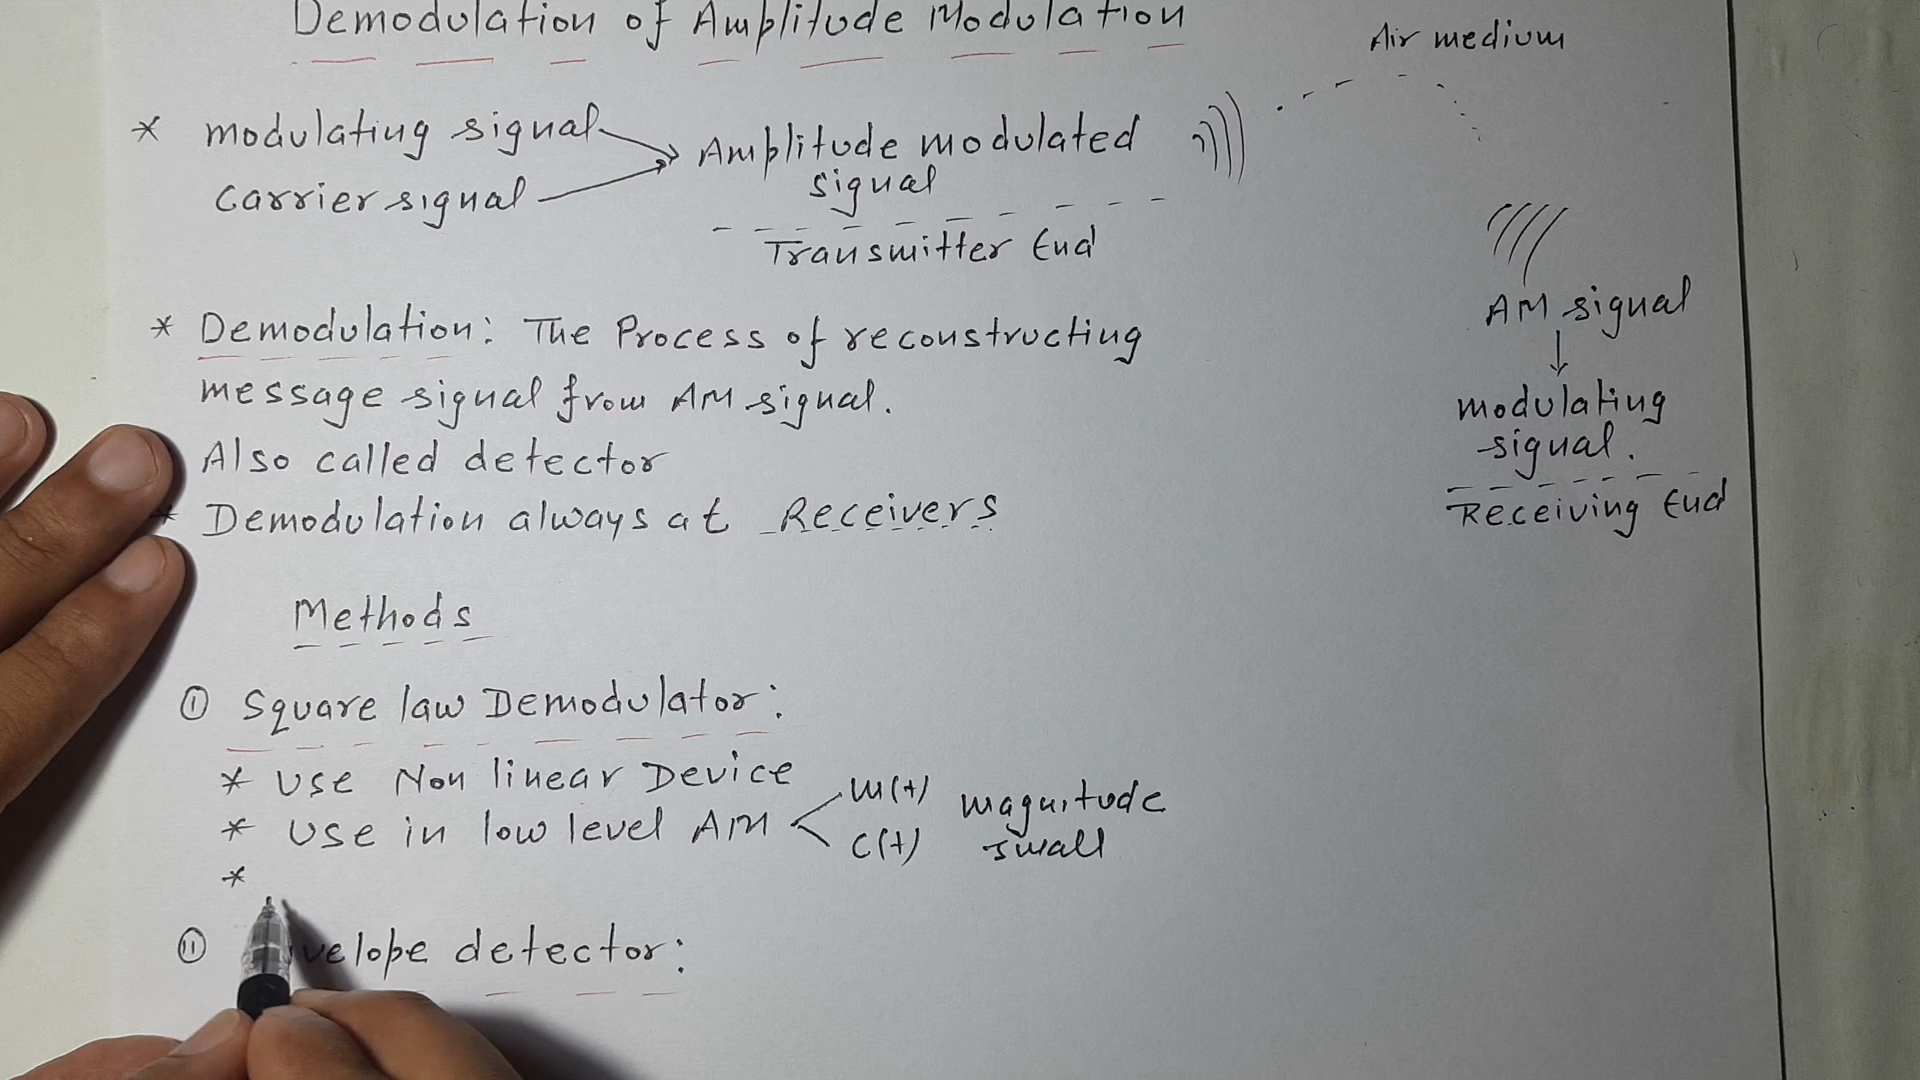 Demodulation of Amplitude Modulation
Air medium
* modulating signal
carrier signal
Amplitude modulated
signal
Transmitter End
AM signal
modulating
signal.
Receiving End
* Demodulation: The Process of reconstructing
message signal from AM signal.
Also called detector
* Demodulation always at Receivers
Methods
① Square law Demodulator:
* Use Non linear Device
* Use in low level AM m(t) magnitude
c(t) small
*
⑪ detector: